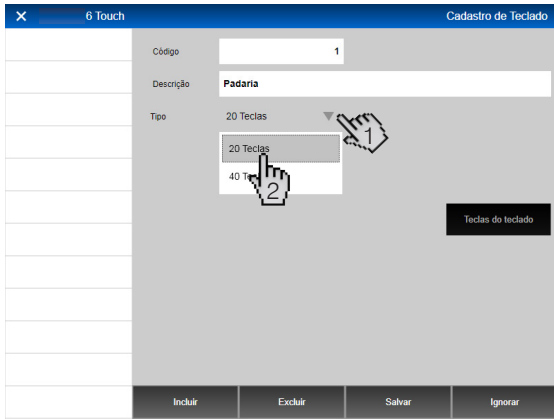 6 Touch Cadastro de Teclado
Código 1
Descrição Padaria
Tipo 20 Teclas
1
20 Teclas
40
2
Teclas do teclado
Incluir Excluir Salvar Ignorar